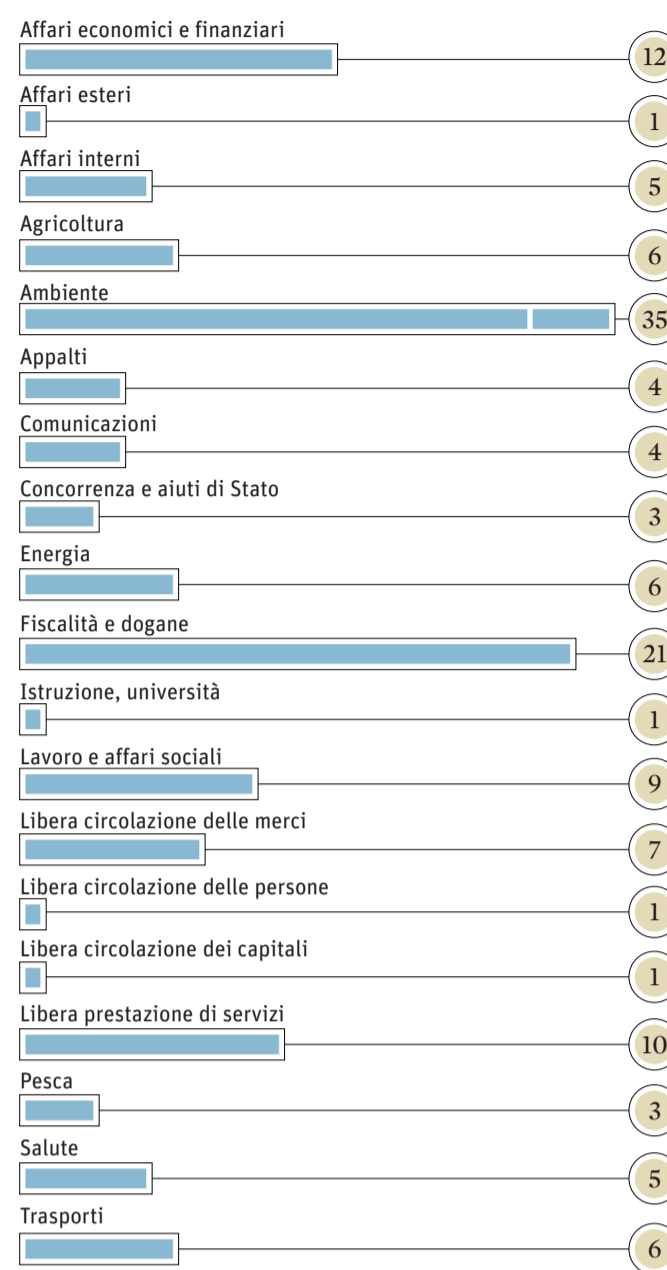 Affari economici e finanziari
12
Affari esteri
1
Affari interni
5
Agricoltura
6
Ambiente
35
Appalti
4
Comunicazioni
4
Concorrenza e aiuti di Stato
3
Energia
6
Fiscalità e dogane
21
Istruzione, università
1
Lavoro e affari sociali
9
Libera circolazione delle merci
7
Libera circolazione delle persone
1
Libera circolazione dei capitali
1
Libera prestazione di servizi
10
Pesca
3
Salute
5
Trasporti
6